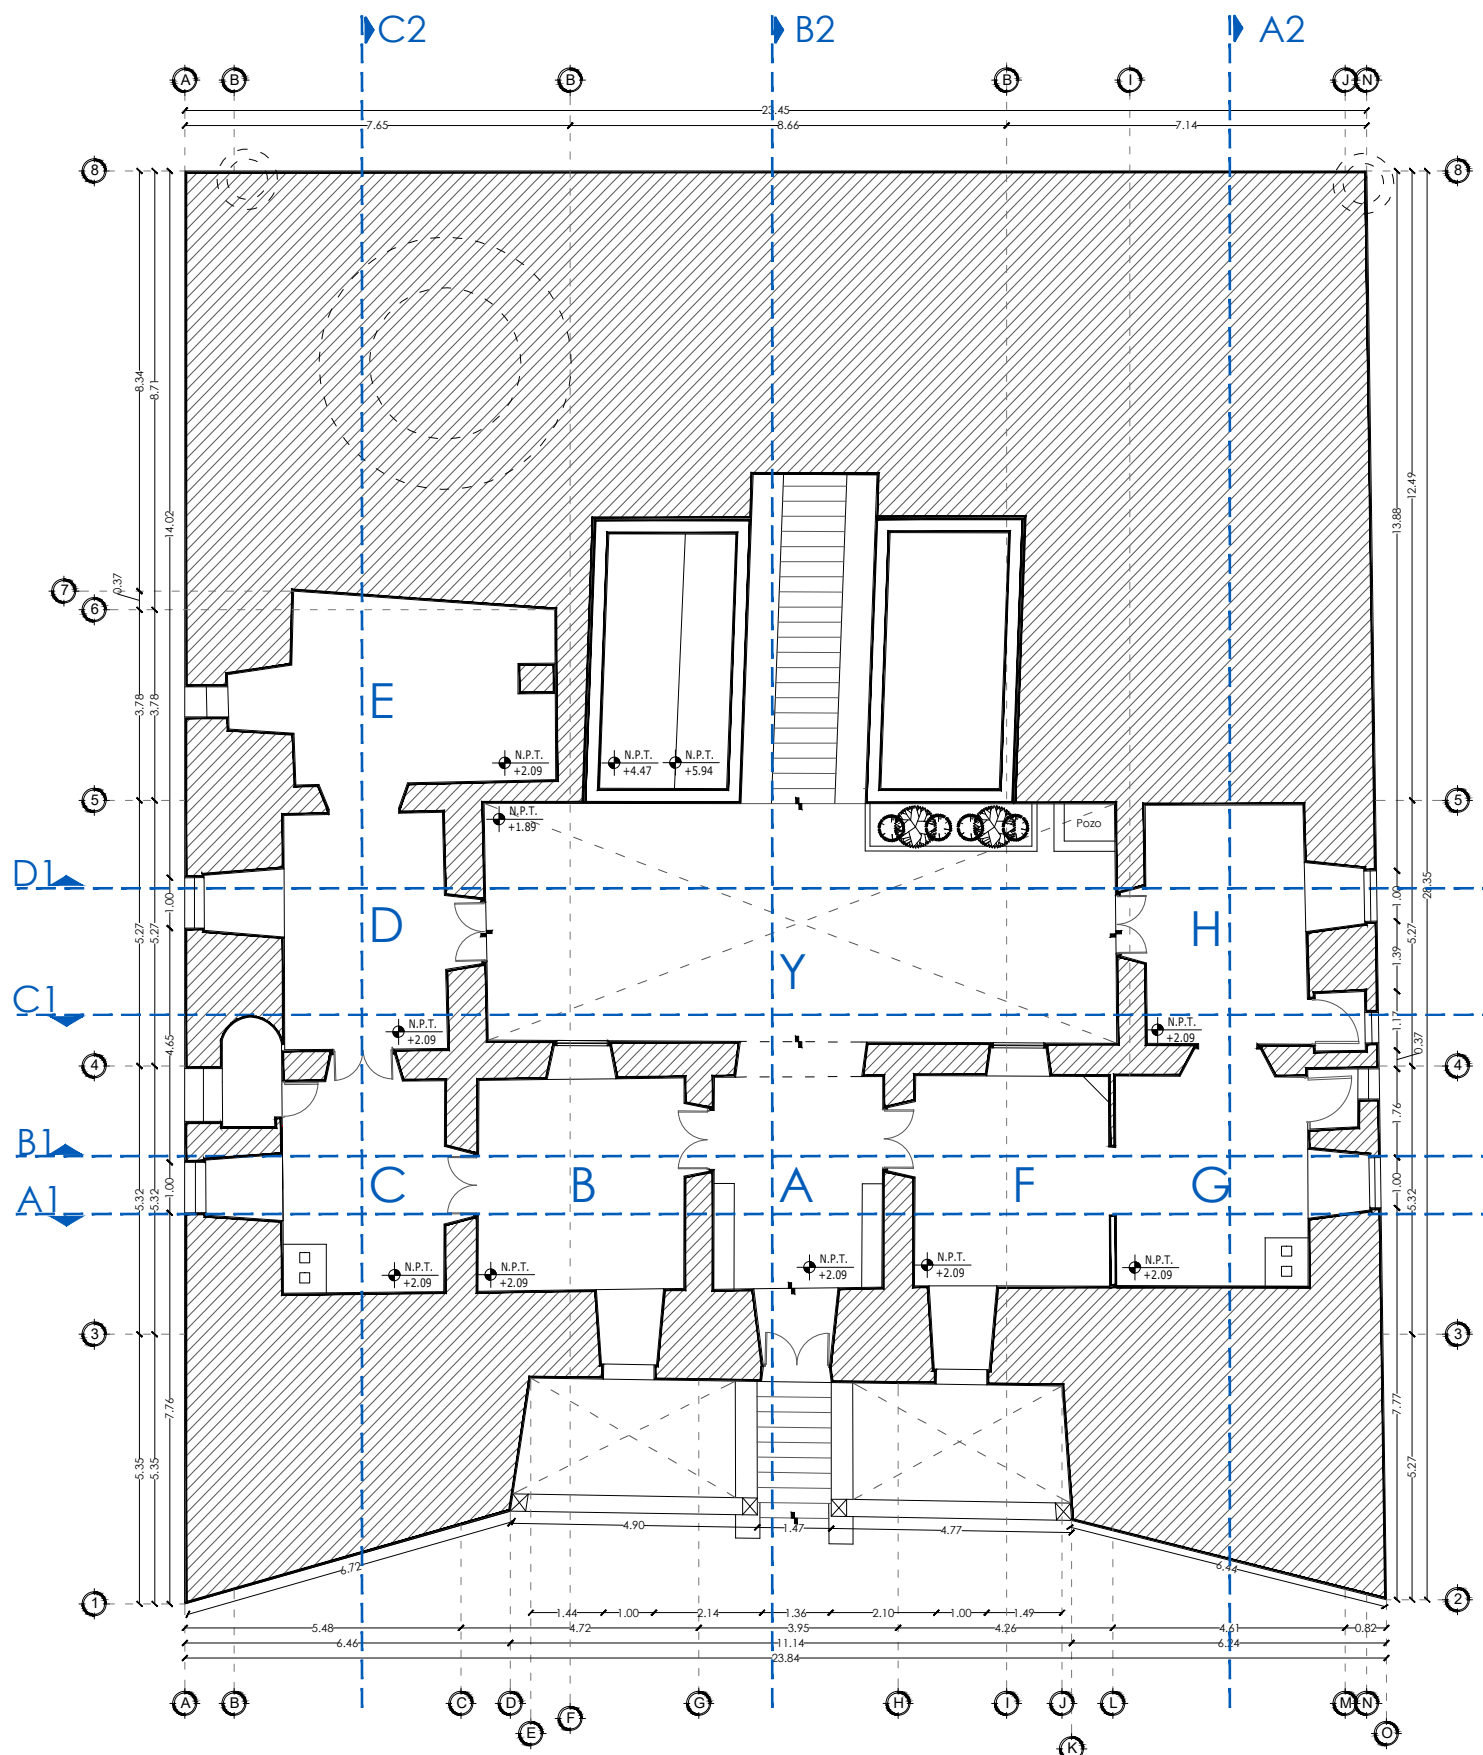 C2 B2 A2
A B B B I J N
23.45
7.65 8.66 7.14
8 8
8.34 8.71 14.02 13.88 12.49 28.35
7 0.37
6
E
3.78 3.78
N.P.T. +2.09
N.P.T. +4.47
N.P.T. +5.94
5 5
N.P.T. +1.89
Pozo
D1
1.00 1.00
D H
5.27 5.27 5.27
1.39
Y
C1
N.P.T. +2.09
N.P.T. +2.09
1.17
4.65
0.37
4 4
1.76
B1
C B A F G
A1
5.32 5.32 1.00 1.00 5.32
N.P.T. +2.09
N.P.T. +2.09
N.P.T. +2.09
N.P.T. +2.09
N.P.T. +2.09
3 3
7.76 7.77
5.35 5.35 5.27
4.90 1.47 4.77
6.72 6.44
1 2
1.44 1.00 2.14 1.36 2.10 1.00 1.49
5.48 4.72 3.95 4.26 4.61 0.82
6.46 11.14 6.24
23.84
A B C D E F G H I J K L M N O